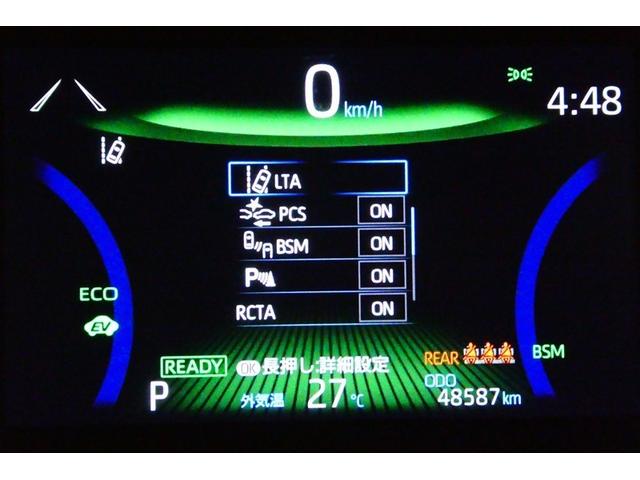 0 km/h
4:48
LTA
PCS ON
BSM ON
P ON
RCTA ON
ECO
EV
READY
OK 長押し:詳細設定
REAR
BSM
P
外気温 27 ℃
ODO
48587 km